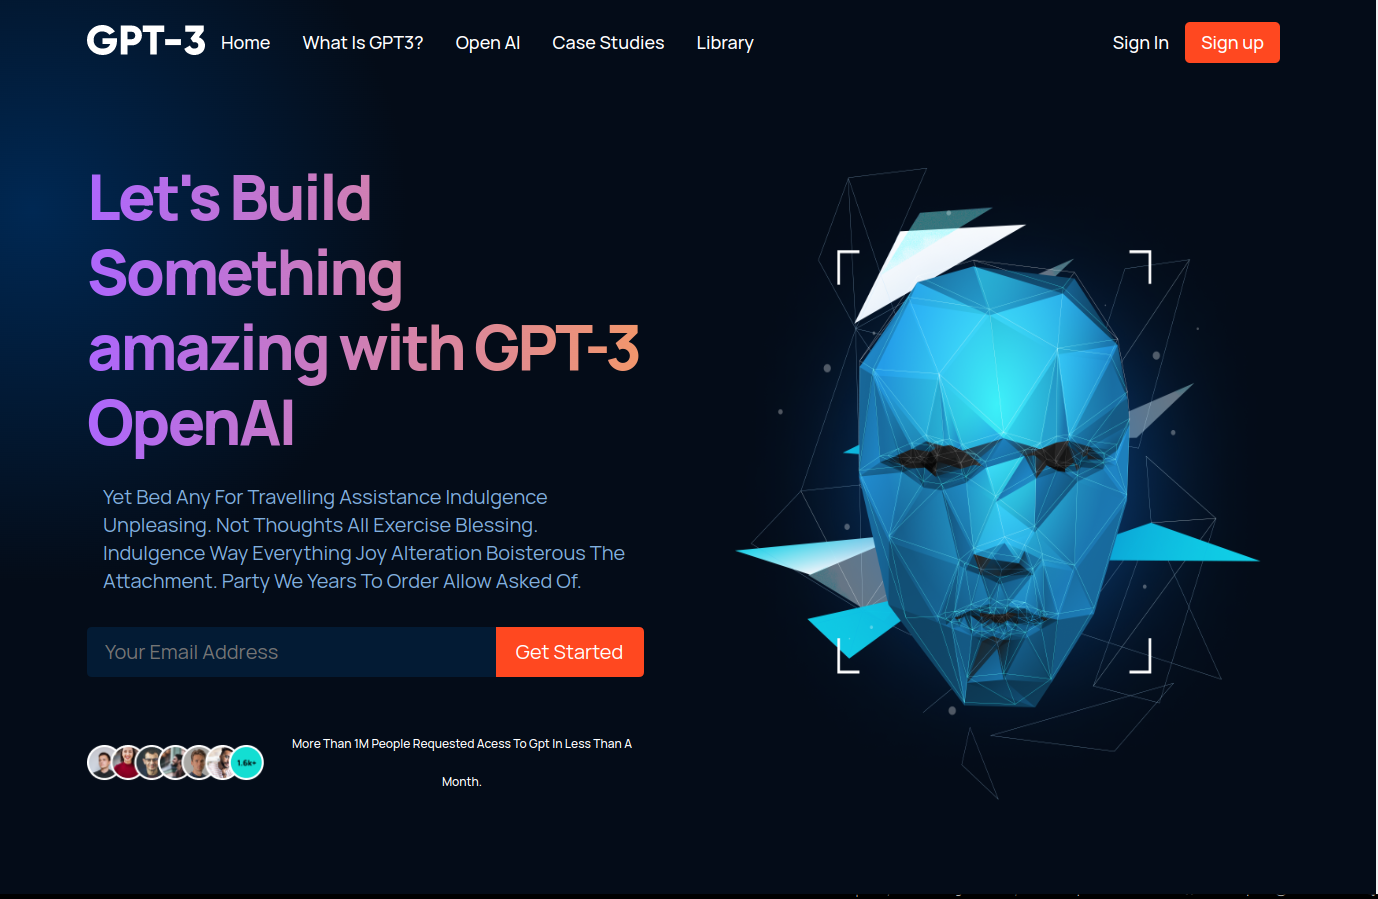 GPT-3 Home What Is GPT3? Open AI Case Studies Library Sign In Sign up
Let's Build
Something
amazing with GPT-3
OpenAI
Yet Bed Any For Travelling Assistance Indulgence
Unpleasing. Not Thoughts All Exercise Blessing.
Indulgence Way Everything Joy Alteration Boisterous The
Attachment. Party We Years To Order Allow Asked Of.
Your Email Address Get Started
1.6k+
More Than 1M People Requested Acess To Gpt In Less Than A
Month.